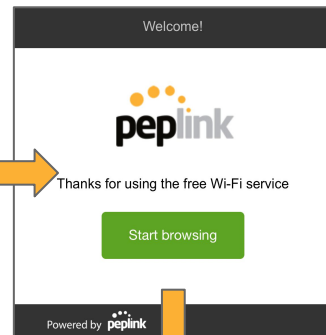 Welcome!
peplink
Thanks for using the free Wi-Fi service
Start browsing
Powered by peplink